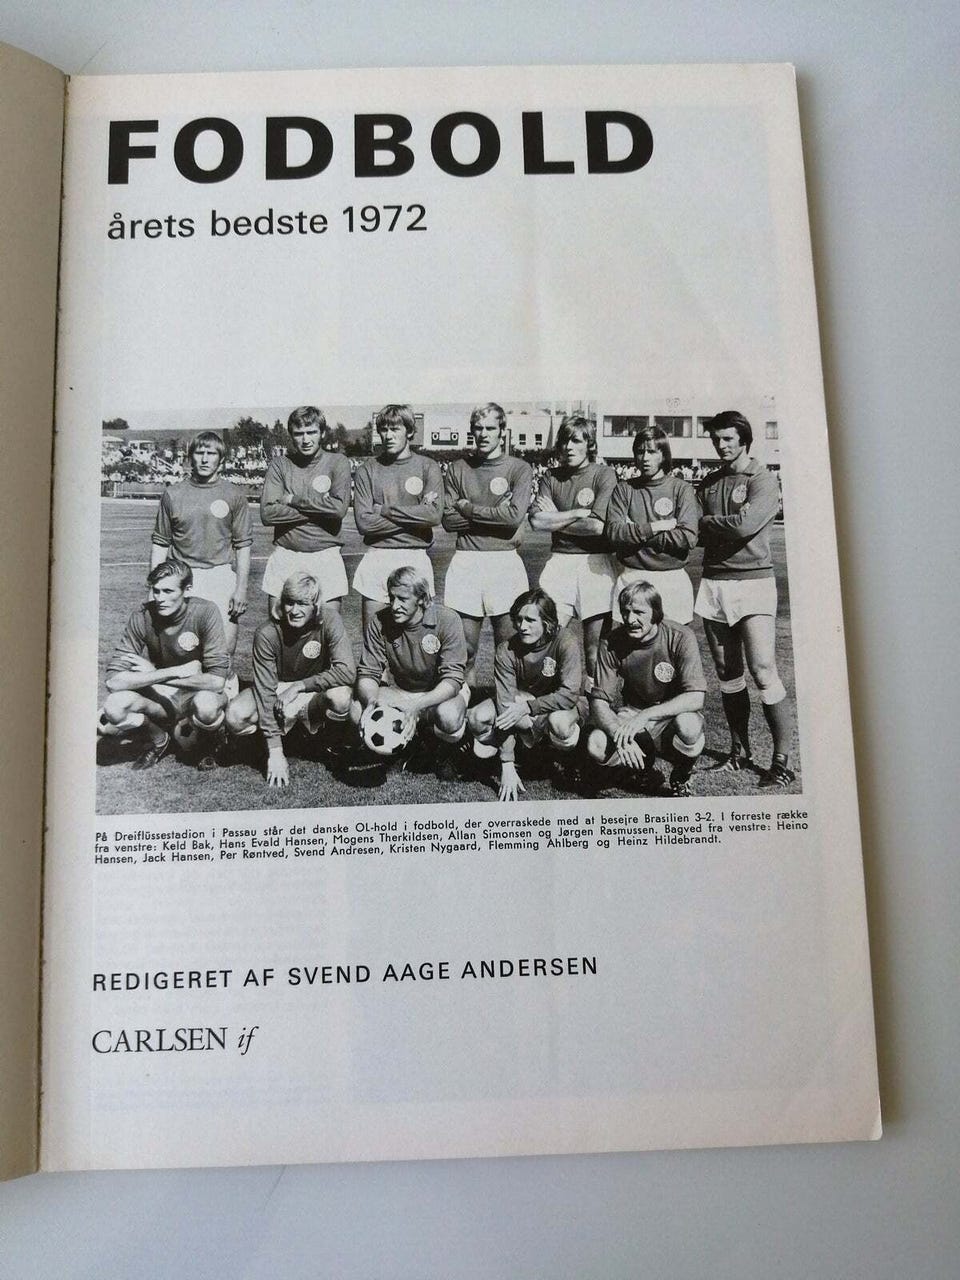 FODBOLD
årets bedste 1972
På Dreiflüssestadion i Passau står det danske OL-hold i fodbold, der overraskede med at besejre Brasilien 3–2. I forreste række
fra venstre: Keld Bak, Hans Evald Hansen, Mogens Therkildsen, Allan Simonsen og Jørgen Rasmussen. Bagved fra venstre: Heino
Hansen, Jack Hansen, Per Røntved, Svend Andresen, Kristen Nygaard, Flemming Ahlberg og Heinz Hildebrandt.
REDIGERET AF SVEND AAGE ANDERSEN
CARLSEN if